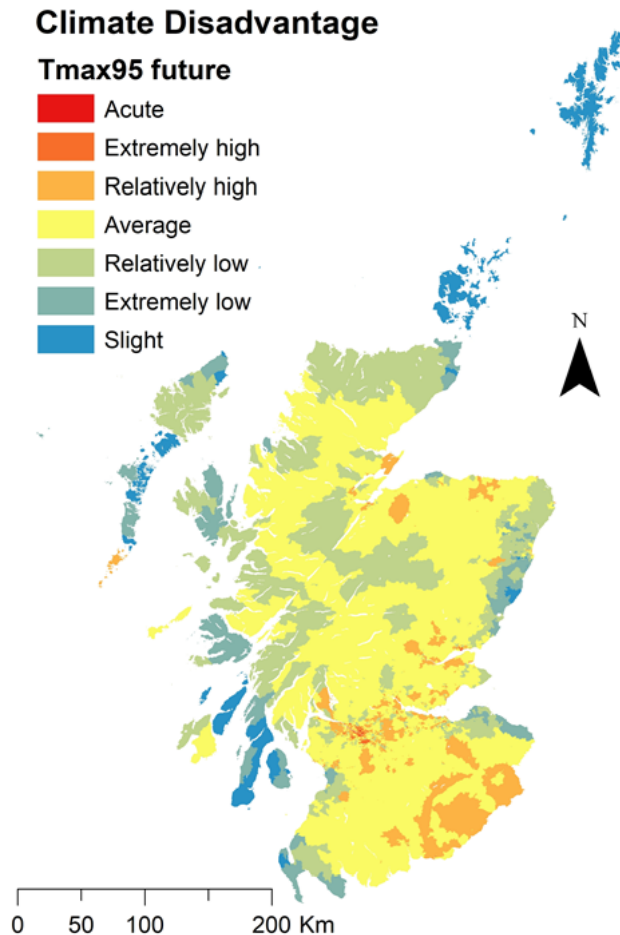 Climate Disadvantage
Tmax95 future
Acute
Extremely high
Relatively high
Average
Relatively low
Extremely low
Slight
N
0 50 100 200 Km